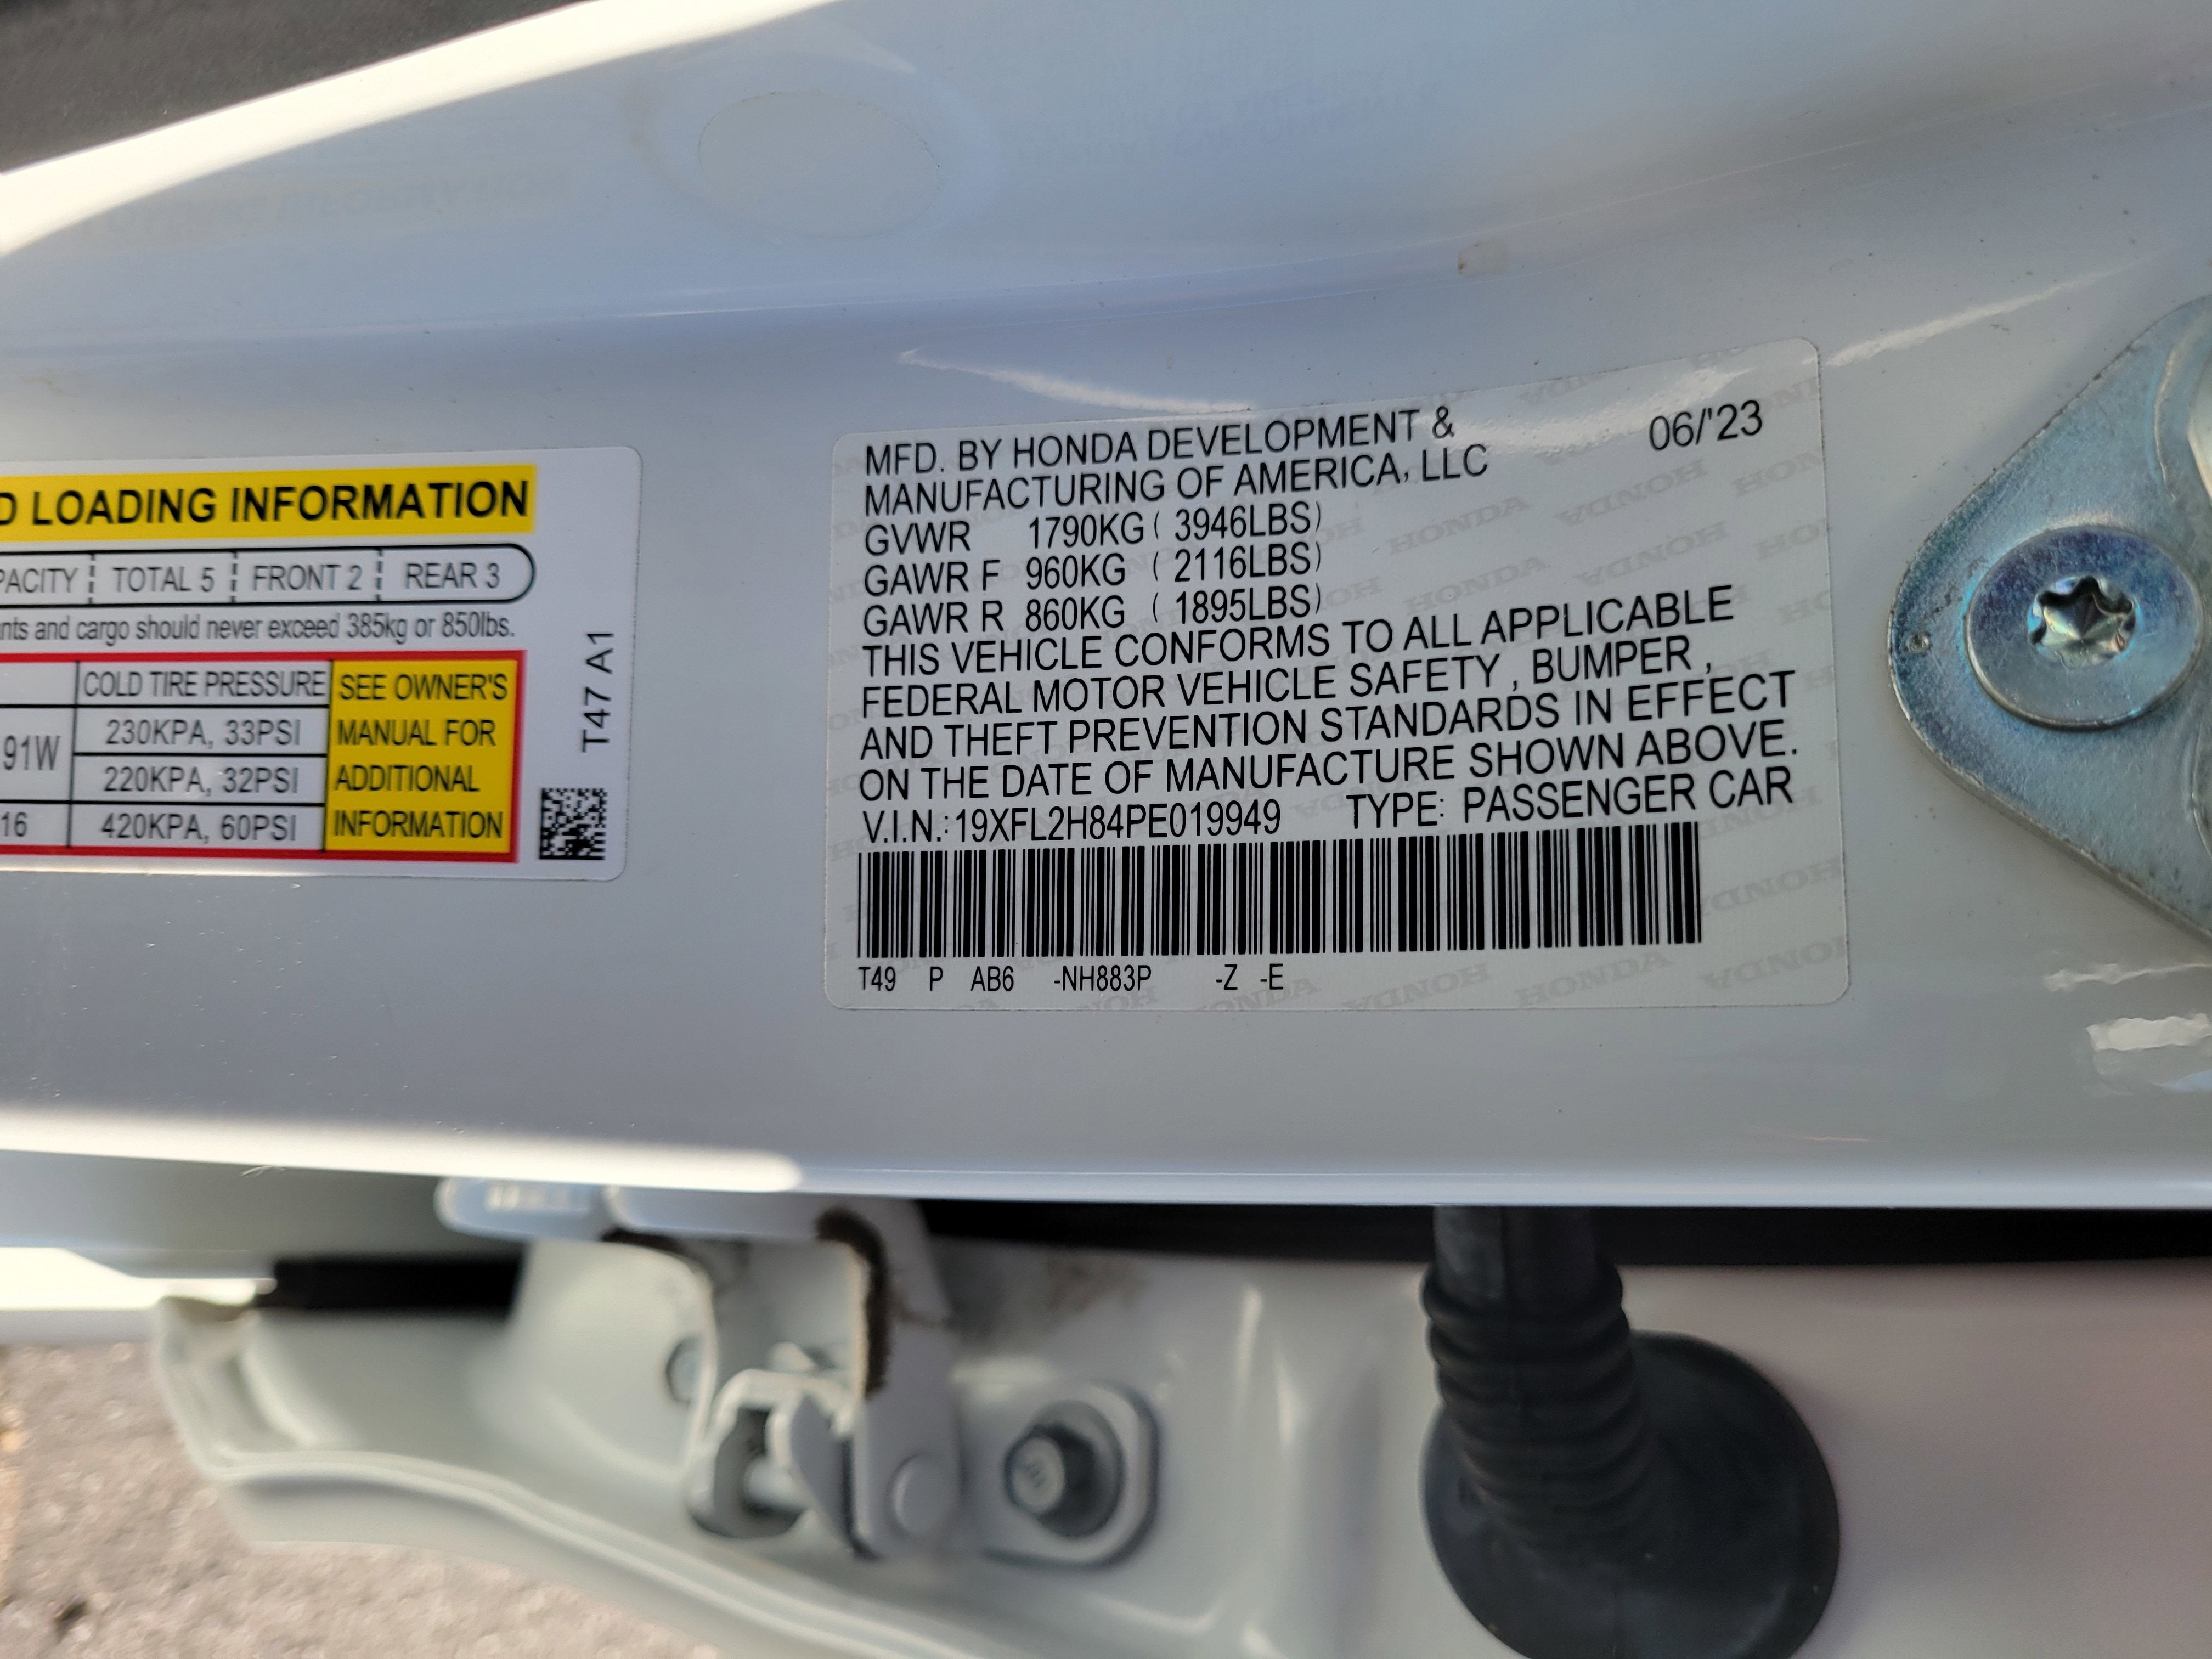 D LOADING INFORMATION
PACITY TOTAL 5 FRONT 2 REAR 3
nts and cargo should never exceed 385kg or 850lbs.
COLD TIRE PRESSURE
91W
230KPA, 33PSI
220KPA, 32PSI
16
420KPA, 60PSI
SEE OWNER'S
MANUAL FOR
ADDITIONAL
INFORMATION
T47 A1
MFD. BY HONDA DEVELOPMENT &
MANUFACTURING OF AMERICA, LLC
06/'23
GVWR 1790KG ( 3946LBS)
GAWR F 960KG ( 2116LBS)
GAWR R 860KG ( 1895LBS)
THIS VEHICLE CONFORMS TO ALL APPLICABLE
FEDERAL MOTOR VEHICLE SAFETY , BUMPER ,
AND THEFT PREVENTION STANDARDS IN EFFECT
ON THE DATE OF MANUFACTURE SHOWN ABOVE.
V.I.N.: 19XFL2H84PE019949 TYPE: PASSENGER CAR
T49 P AB6 -NH883P -Z -E